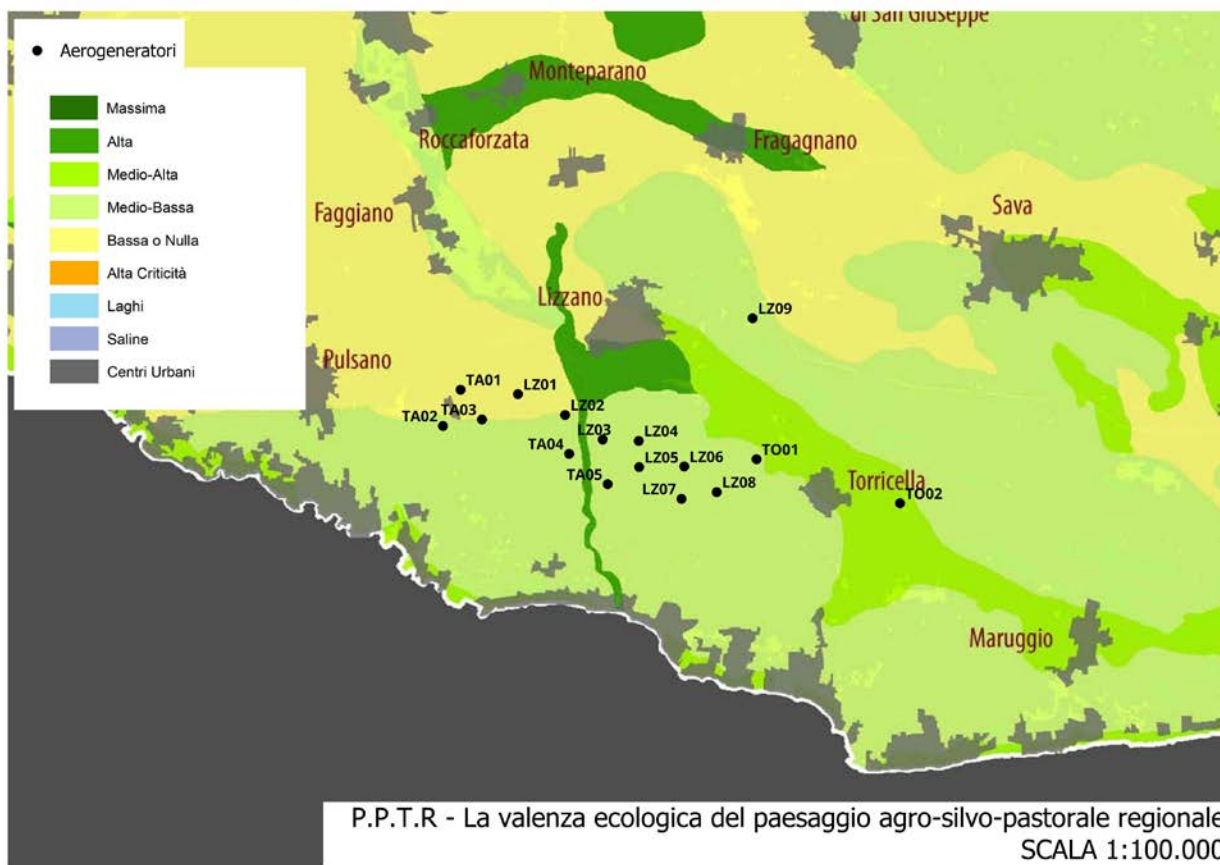 di San Giuseppe
Aerogeneratori
Massima
Alta
Medio-Alta
Medio-Bassa
Bassa o Nulla
Alta Criticità
Laghi
Saline
Centri Urbani
Monteparano
Roccaforzata
Fragagnano
Faggiano
Sava
Lizzano
LZ09
Pulsano
TA01
LZ01
TA02
TA03
LZ02
LZ03
LZ04
TA04
LZ05
LZ06
TO01
TA05
LZ07
LZ08
Torricella
TO02
Maruggio
P.P.T.R - La valenza ecologica del paesaggio agro-silvo-pastorale regionale
SCALA 1:100.000